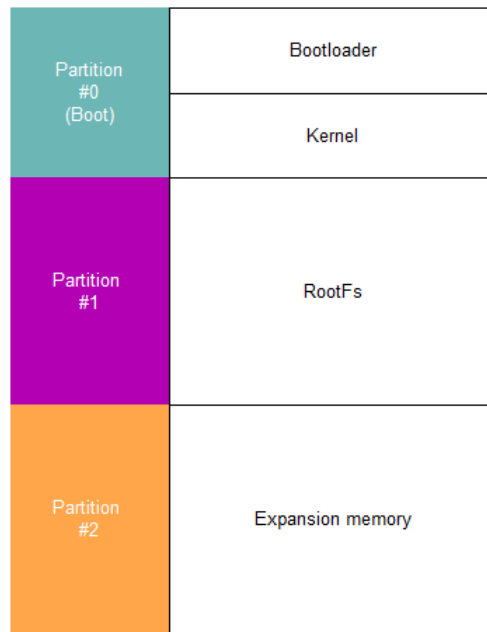 Partition
#0
(Boot)
Bootloader
Kernel
Partition
#1
RootFs
Partition
#2
Expansion memory